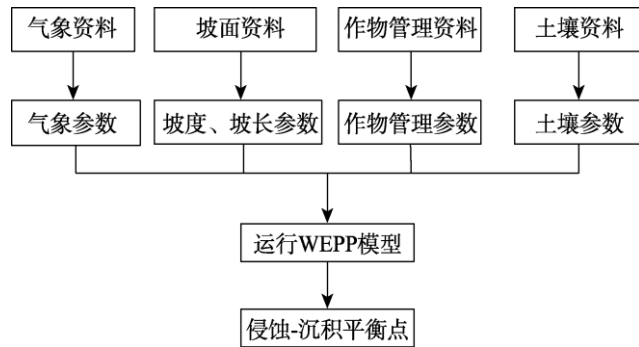 气象资料
坡面资料
作物管理资料
土壤资料
气象参数
坡度、坡长参数
作物管理参数
土壤参数
运行WEPP模型
侵蚀-沉积平衡点